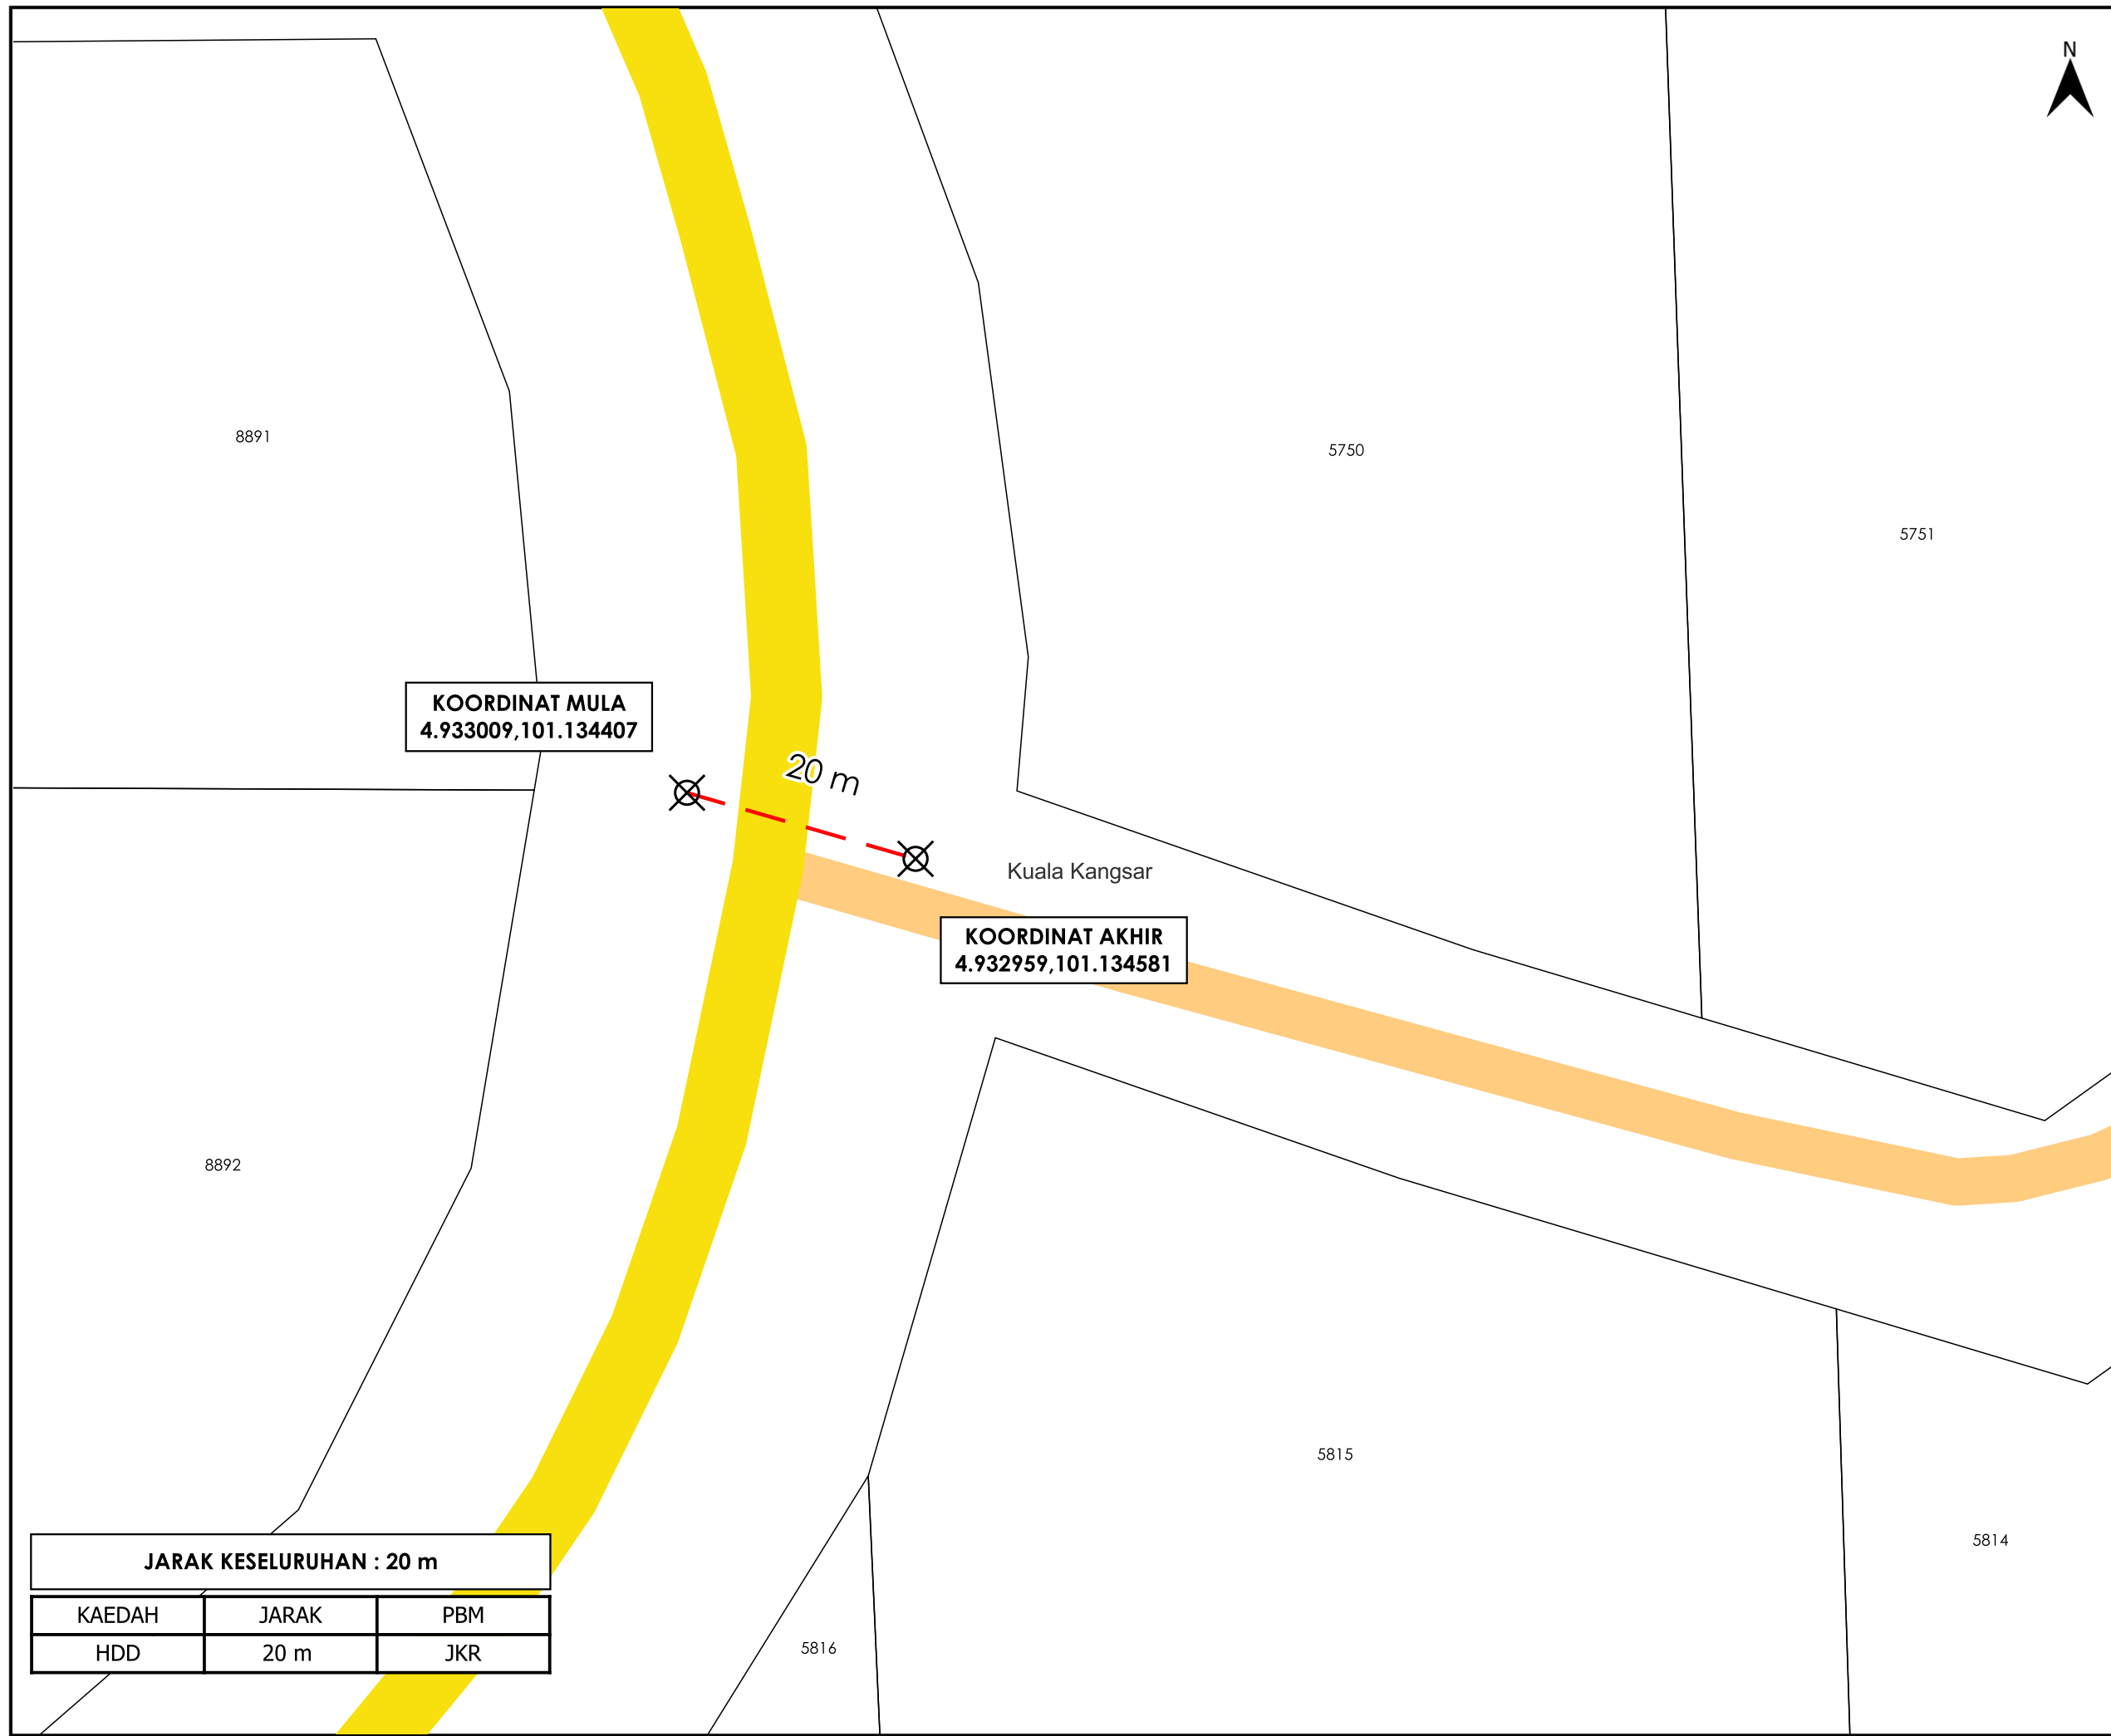 N
8891
5750
5751
KOORDINAT MULA
4.933009,101.134407
20 m
Kuala Kangsar
KOORDINAT AKHIR
4.932959,101.134581
8892
5815
5814
JARAK KESELURUHAN : 20 m
KAEDAH JARAK PBM
HDD 20 m JKR
5816